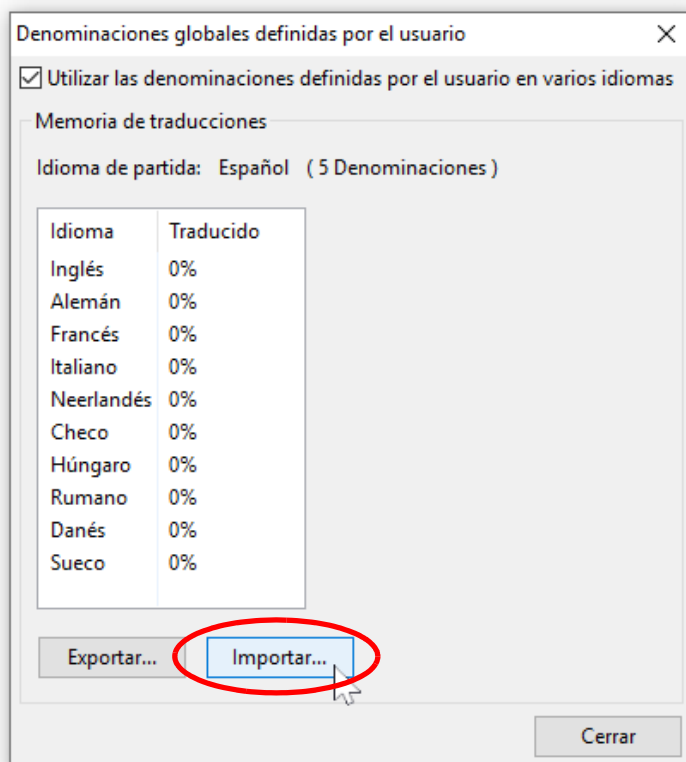 Denominaciones globales definidas por el usuario
Utilizar las denominaciones definidas por el usuario en varios idiomas
Memoria de traducciones
Idioma de partida: Español ( 5 Denominaciones )
Idioma Traducido
Inglés 0%
Alemán 0%
Francés 0%
Italiano 0%
Neerlandés 0%
Checo 0%
Húngaro 0%
Rumano 0%
Danés 0%
Sueco 0%
Exportar... Importar...
Cerrar